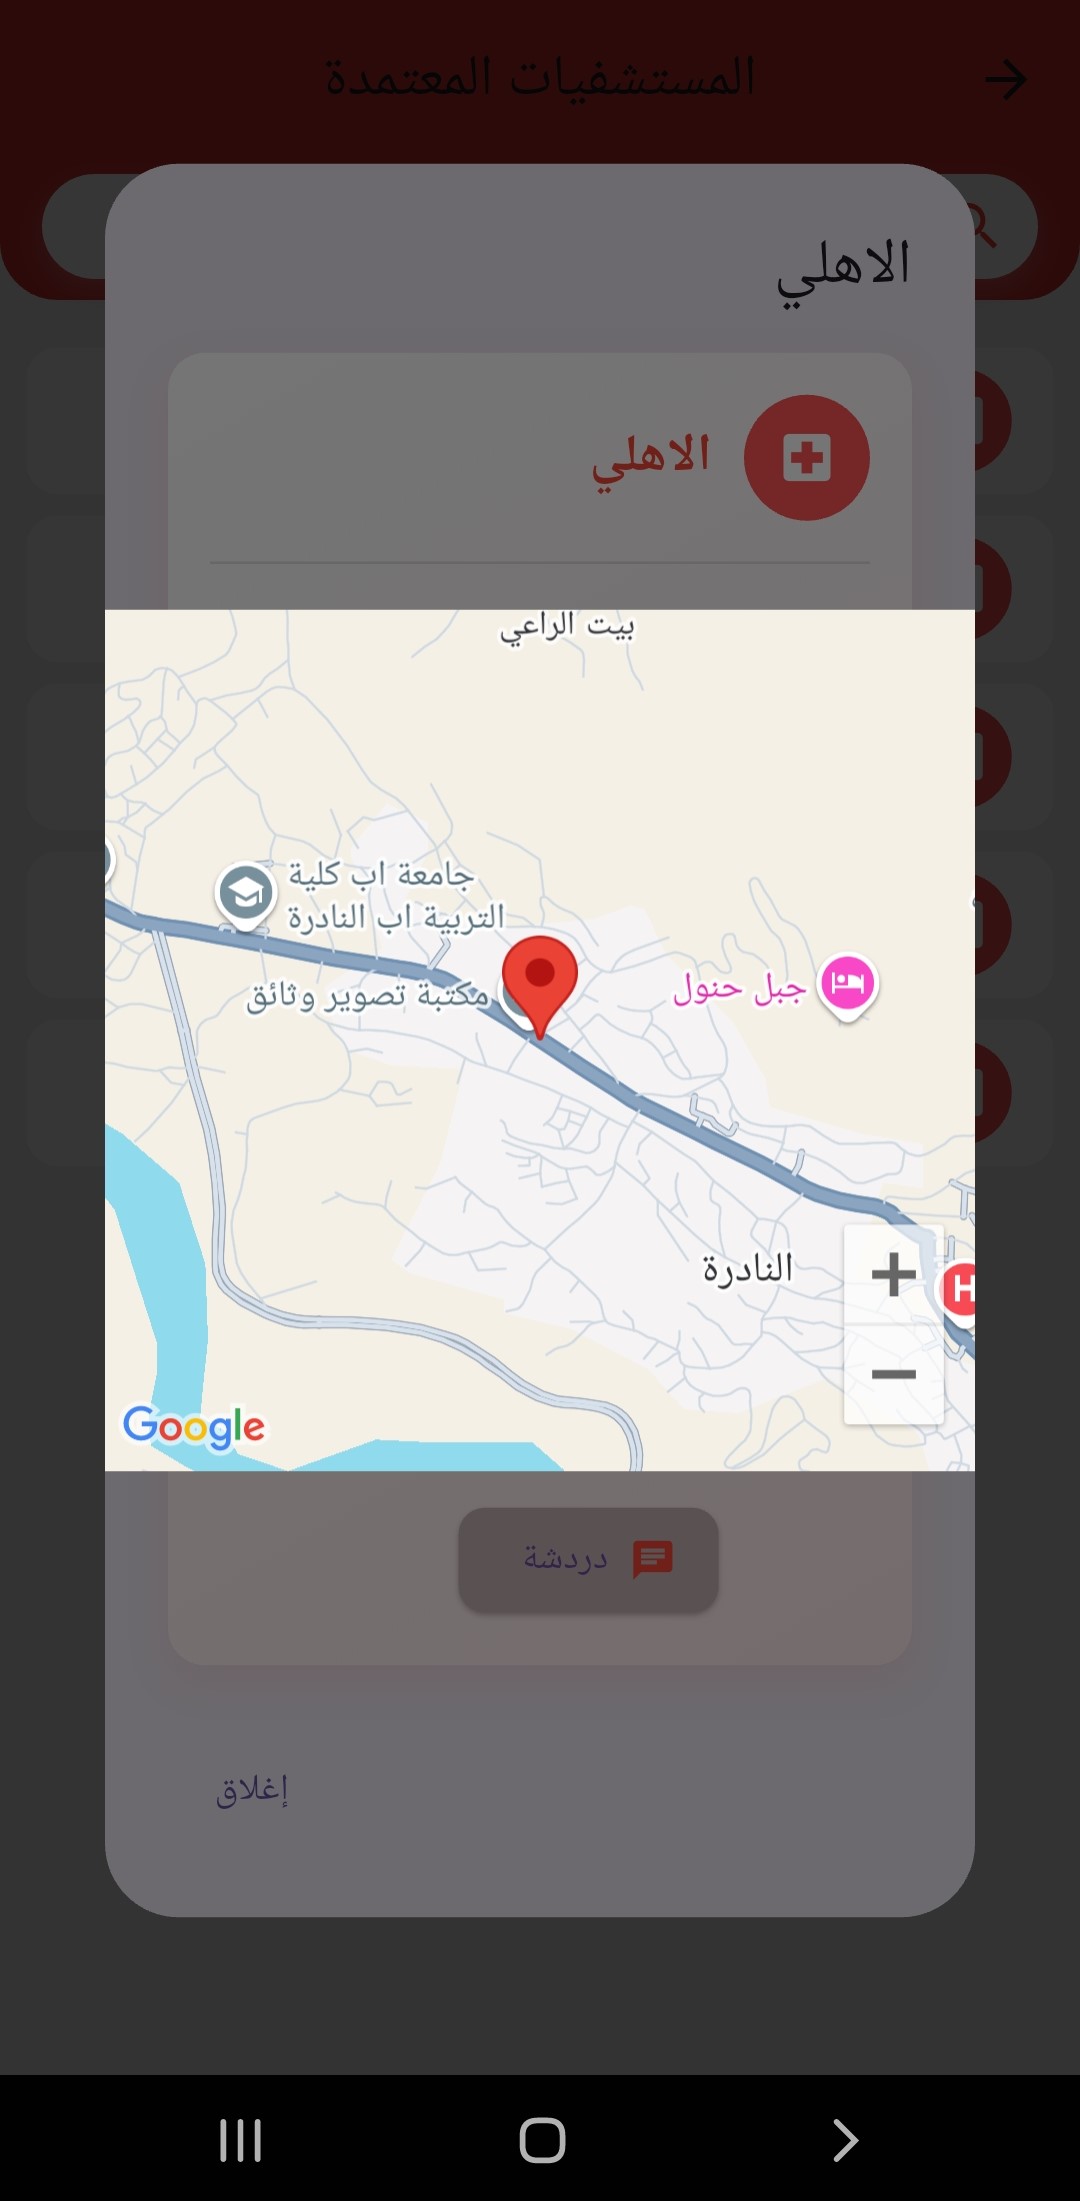 المستشفيات المعتمدة
الاهلي
الاهلي
بيت الراعي
جامعة اب كلية
التربية اب النادرة
مكتبة تصوير وثائق
جبل حنول
النادرة
H
Google
دردشة
إغلاق